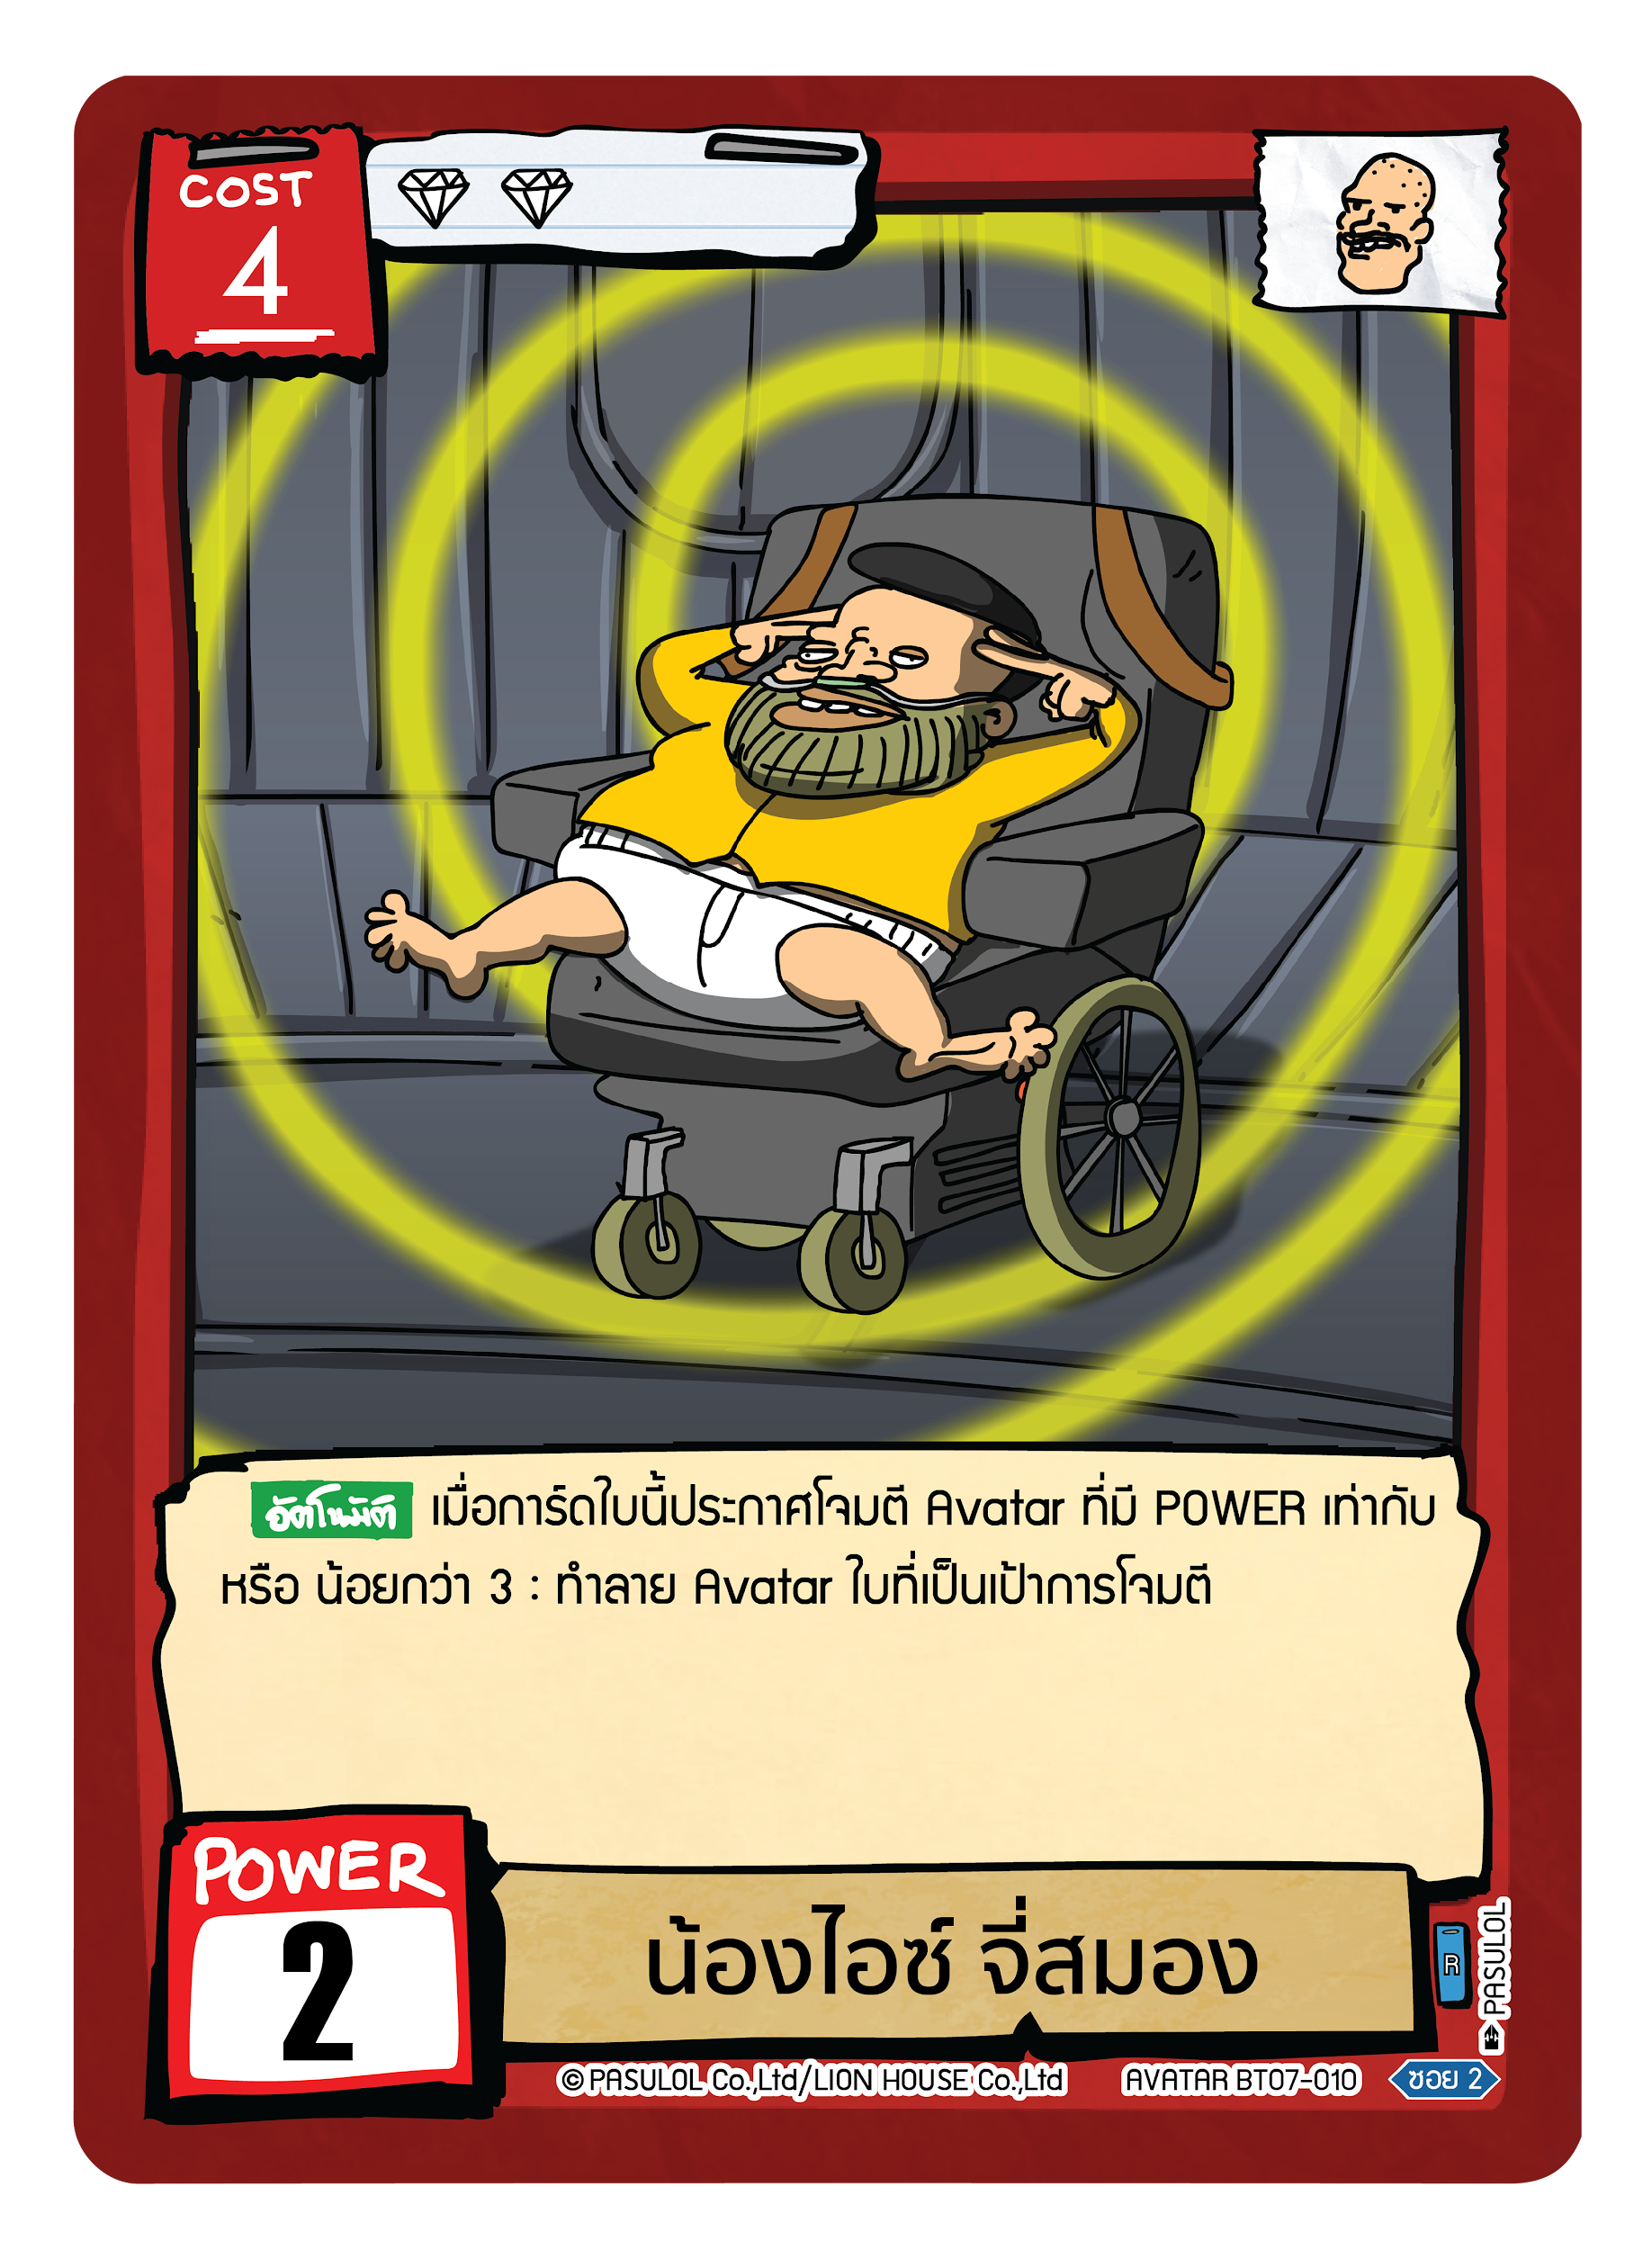 COST
4
อัตโนมัติ เมื่อการ์ดใบนี้ประกาศโจมตี Avatar ที่มี POWER เท่ากับ
หรือ น้อยกว่า 3 : ทำลาย Avatar ใบที่เป็นเป้าการโจมตี
POWER
2
น้องไอซ์ จี่สมอง
R
PASULOL
© PASULOL Co.,Ltd/LION HOUSE Co.,Ltd AVATAR BT07-010 ซอย 2